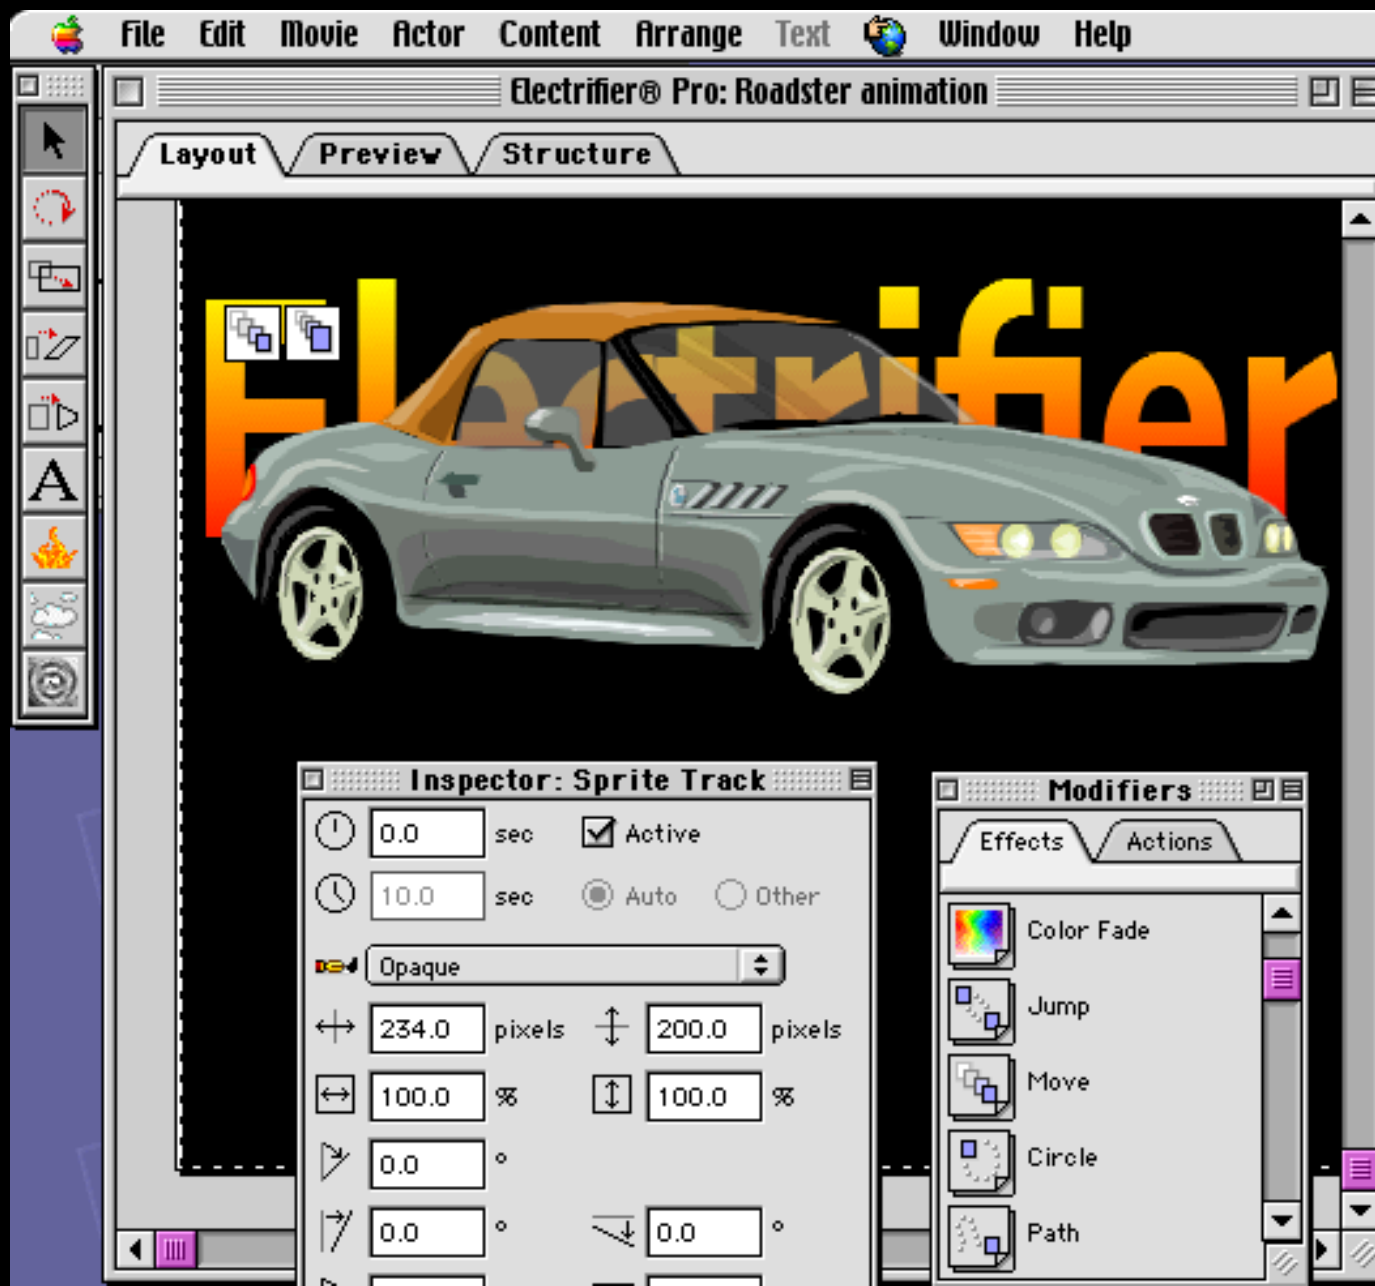 File Edit Movie Actor Content Arrange Text Window Help
Electrifier® Pro: Roadster animation
Layout Preview Structure
Electrifier
A
Inspector: Sprite Track
0.0 sec Active
10.0 sec Auto Other
Opaque
234.0 pixels 200.0 pixels
100.0 % 100.0 %
0.0 °
0.0 ° 0.0 °
Modifiers
Effects Actions
Color Fade
Jump
Move
Circle
Path